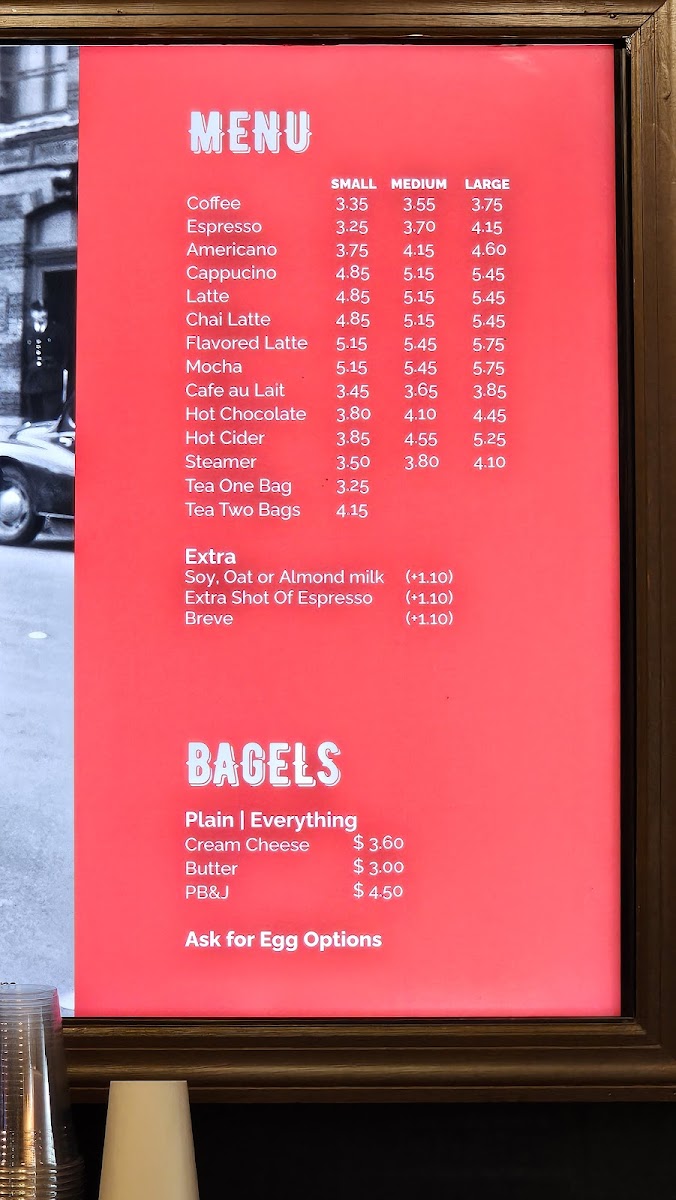 MENU
SMALL MEDIUM LARGE
Coffee 3.35 3.55 3.75
Espresso 3.25 3.70 4.15
Americano 3.75 4.15 4.60
Cappucino 4.85 5.15 5.45
Latte 4.85 5.15 5.45
Chai Latte 4.85 5.15 5.45
Flavored Latte 5.15 5.45 5.75
Mocha 5.15 5.45 5.75
Cafe au Lait 3.45 3.65 3.85
Hot Chocolate 3.80 4.10 4.45
Hot Cider 3.85 4.55 5.25
Steamer 3.50 3.80 4.10
Tea One Bag 3.25
Tea Two Bags 4.15
Extra
Soy, Oat or Almond milk (+1.10)
Extra Shot Of Espresso (+1.10)
Breve (+1.10)
BAGELS
Plain | Everything
Cream Cheese $ 3.60
Butter $ 3.00
PB&J $ 4.50
Ask for Egg Options